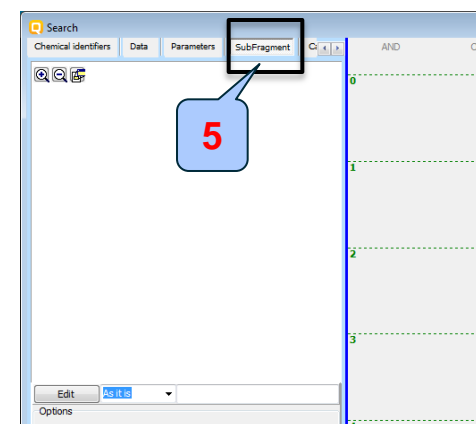 Search
Chemical identifiers Data Parameters SubFragment
AND
0
5
1
2
3
Edit As it is
Options